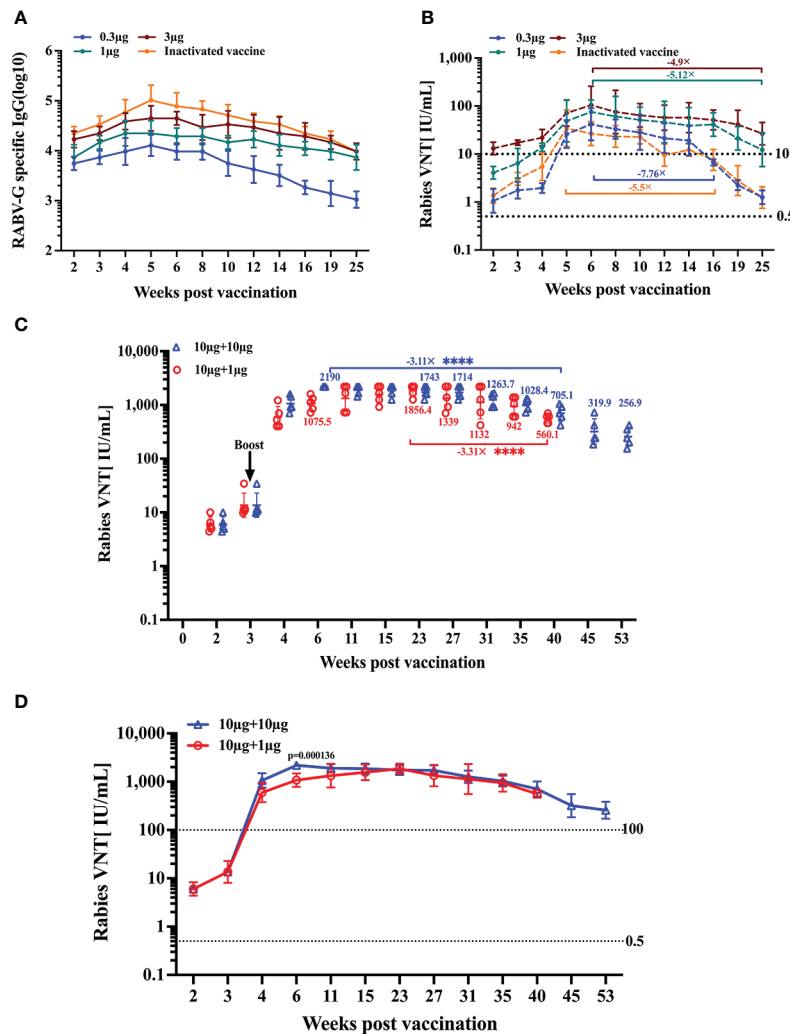 A
0.3μg 3μg
1μg Inactivated vaccine
RABV-G specific IgG(log10)
6
5
4
3
2
2 3 4 5 6 8 10 12 14 16 19 25
Weeks post vaccination
B
0.3μg 3μg
1μg Inactivated vaccine
Rabies VNT[ IU/mL]
1,000
100
10
1
0.1
-4.9×
-5.12×
10
-7.76×
-5.5×
0.5
2 3 4 5 6 8 10 12 14 16 19 25
Weeks post vaccination
C
10μg+10μg
10μg+1μg
Rabies VNT[ IU/mL]
10,000
1,000
100
10
1
0.1
-3.11× ****
2190 1743 1714 1263.7 1028.4 705.1 319.9 256.9
1075.5 1856.4 1339 1132 942 560.1
-3.31× ****
Boost
0 2 3 4 6 11 15 23 27 31 35 40 45 53
Weeks post vaccination
D
10μg+10μg
10μg+1μg
p=0.000136
Rabies VNT[ IU/mL]
10,000
1,000
100
10
1
0.1
100
0.5
2 3 4 6 11 15 23 27 31 35 40 45 53
Weeks post vaccination